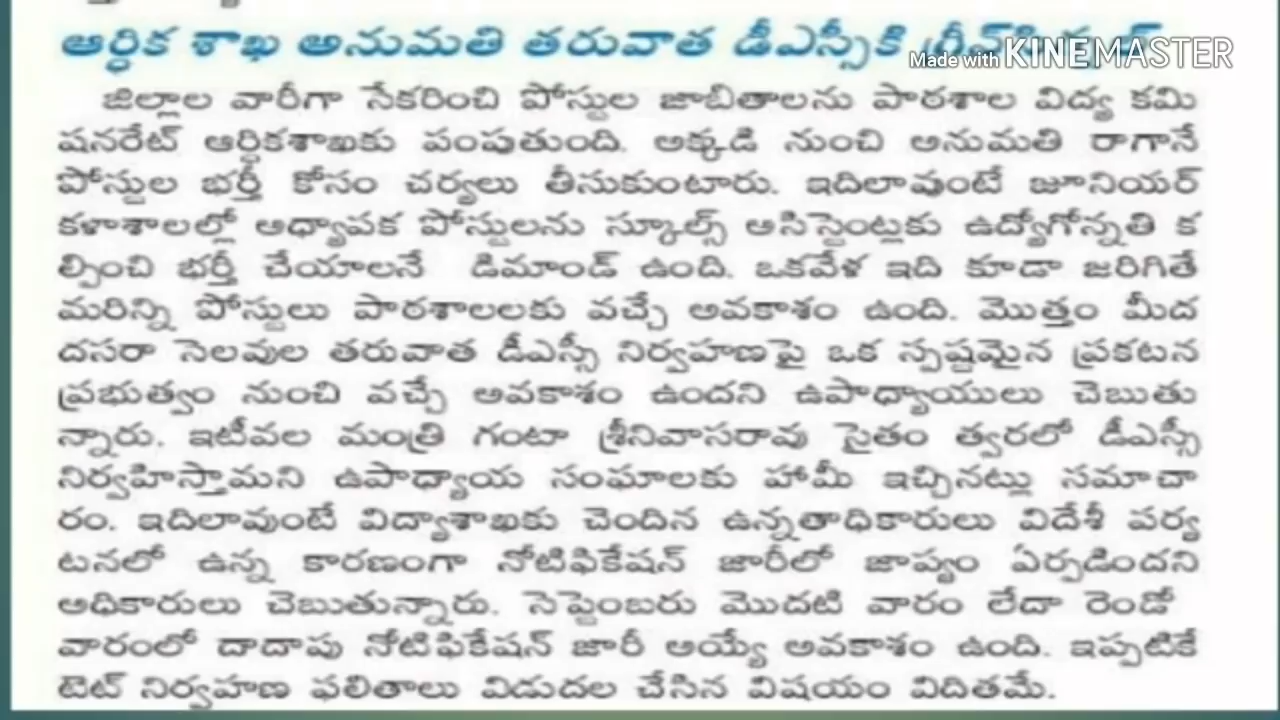 ఆర్ధిక శాఖ అనుమతి తరువాత డీఎస్సీకి
Made with KINEMASTER
జిల్లాల వారీగా సేకరించి పోస్టుల జాబితాలను పాఠశాల విద్య కమి
షనరేట్ ఆర్ధికశాఖకు పంపుతుంది. అక్కడి నుంచి అనుమతి రాగానే
పోస్టుల భర్తీ కోసం చర్యలు తీసుకుంటారు. ఇదిలావుంటే జూనియర్
కళాశాలల్లో అధ్యాపక పోస్టులను స్కూల్స్ అసిస్టెంట్లకు ఉద్యోగోన్నతి క
ల్పించి భర్తీ చేయాలనే డిమాండ్ ఉంది. ఒకవేళ ఇది కూడా జరిగితే
మరిన్ని పోస్టులు పాఠశాలలకు వచ్చే అవకాశం ఉంది. మొత్తం మీద
దసరా సెలవుల తరువాత డీఎస్సీ నిర్వహణపై ఒక స్పష్టమైన ప్రకటన
ప్రభుత్వం నుంచి వచ్చే అవకాశం ఉందని ఉపాధ్యాయులు చెబుతు
న్నారు. ఇటీవల మంత్రి గంటా శ్రీనివాసరావు సైతం త్వరలో డీఎస్సీ
నిర్వహిస్తామని ఉపాధ్యాయ సంఘాలకు హామీ ఇచ్చినట్లు సమాచా
రం. ఇదిలావుంటే విద్యాశాఖకు చెందిన ఉన్నతాధికారులు విదేశీ పర్య
టనలో ఉన్న కారణంగా నోటిఫికేషన్ జారీలో జాప్యం ఏర్పడిందని
అధికారులు చెబుతున్నారు. సెప్టెంబరు మొదటి వారం లేదా రెండో
వారంలో దాదాపు నోటిఫికేషన్ జారీ అయ్యే అవకాశం ఉంది. ఇప్పటికే
టెట్ నిర్వహణ ఫలితాలు విడుదల చేసిన విషయం విదితమే.